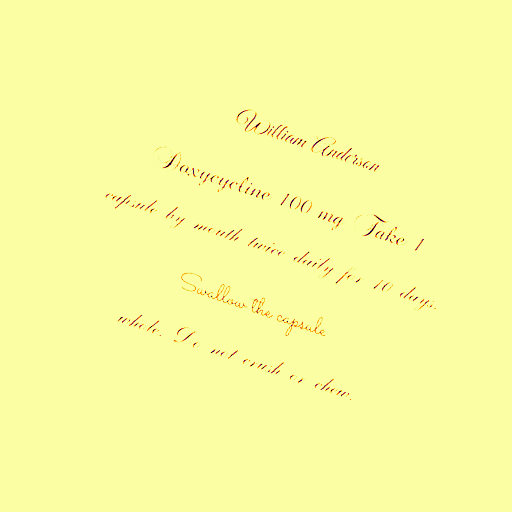 William Anderson
Doxycycline 100 mg Take 1
capsule by mouth twice daily for 10 days.
Swallow the capsule
whole. Do not crush or chew.